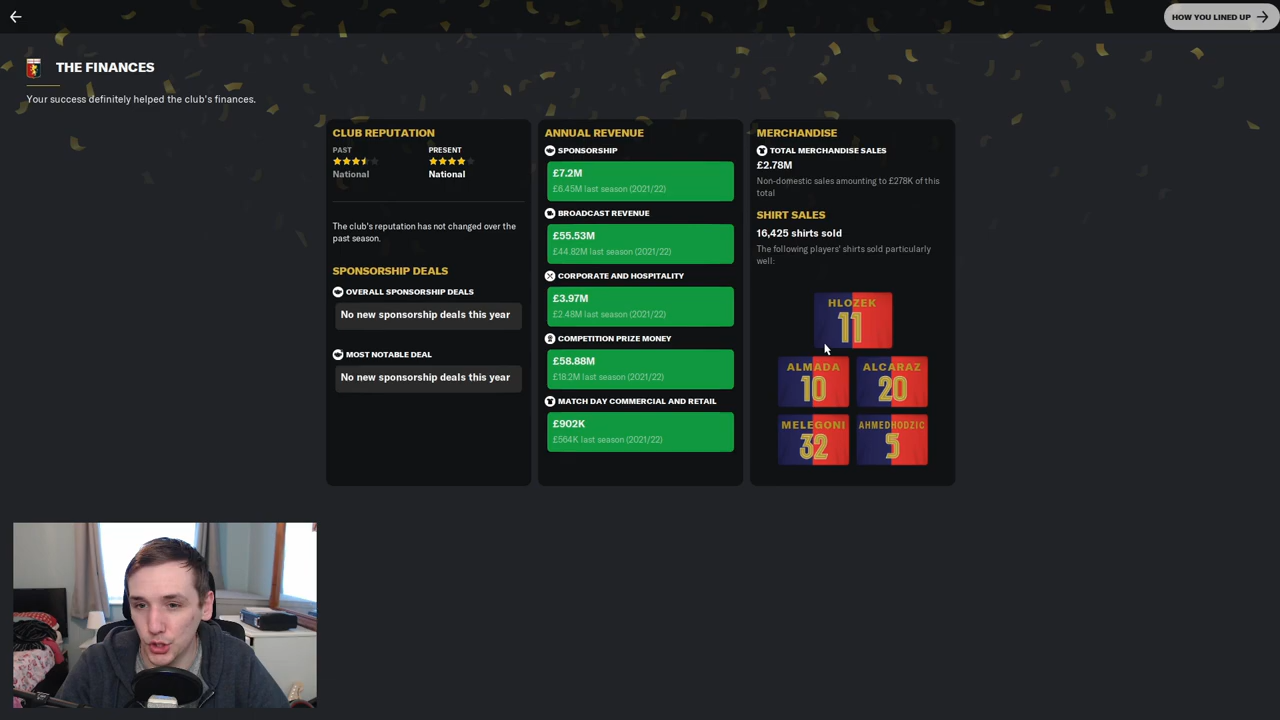 HOW YOU LINED UP
THE FINANCES
Your success definitely helped the club's finances.
CLUB REPUTATION
PAST
PRESENT
National
National
The club's reputation has not changed over the
past season.
SPONSORSHIP DEALS
OVERALL SPONSORSHIP DEALS
No new sponsorship deals this year
MOST NOTABLE DEAL
No new sponsorship deals this year
ANNUAL REVENUE
SPONSORSHIP
£7.2M
£6.45M last season (2021/22)
BROADCAST REVENUE
£55.53M
£44.82M last season (2021/22)
CORPORATE AND HOSPITALITY
£3.97M
£2.48M last season (2021/22)
COMPETITION PRIZE MONEY
£58.88M
£18.2M last season (2021/22)
MATCH DAY COMMERCIAL AND RETAIL
£902K
£564K last season (2021/22)
MERCHANDISE
TOTAL MERCHANDISE SALES
£2.78M
Non-domestic sales amounting to £278K of this
total
SHIRT SALES
16,425 shirts sold
The following players' shirts sold particularly
well:
HLOZEK
11
ALMADA
10
ALCARAZ
20
MELEGONI
32
AHMEDHODZIC
5